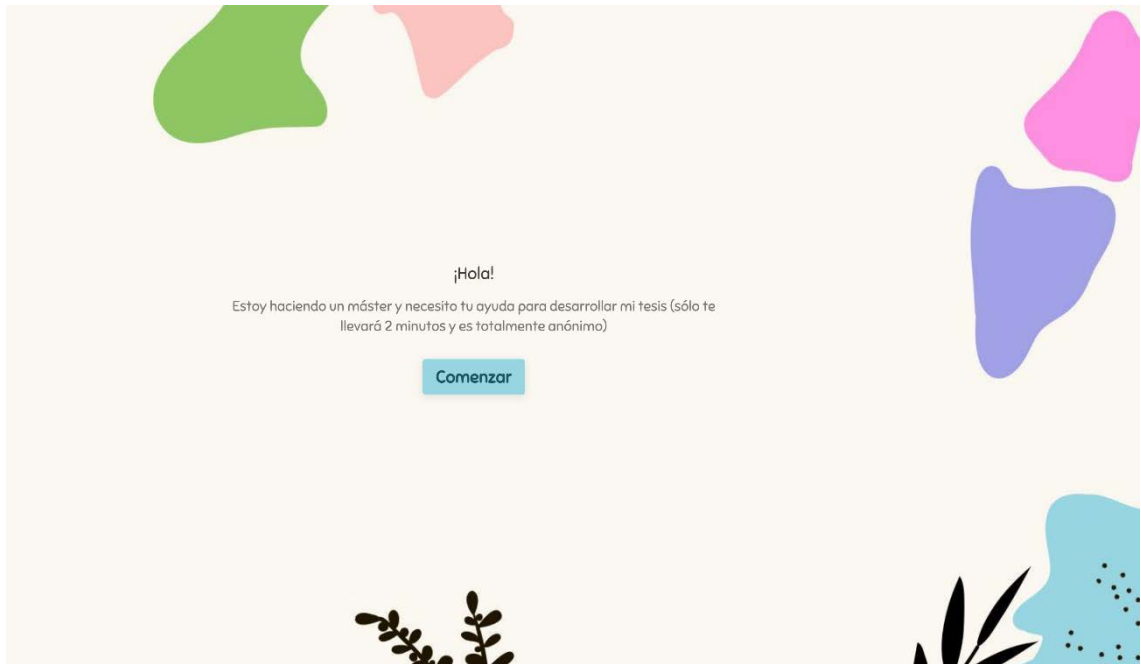 ¡Hola!
Estoy haciendo un máster y necesito tu ayuda para desarrollar mi tesis (sólo te
llevará 2 minutos y es totalmente anónimo)
Comenzar